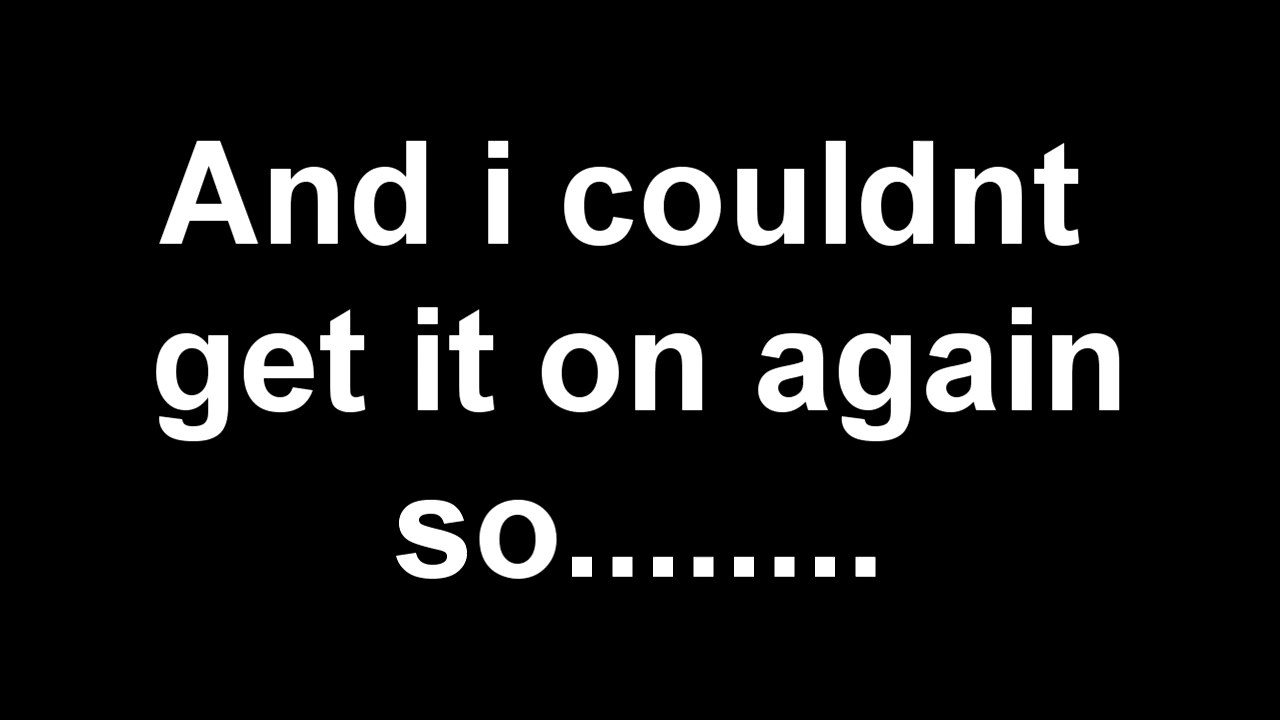 And i couldnt
get it on again
so........